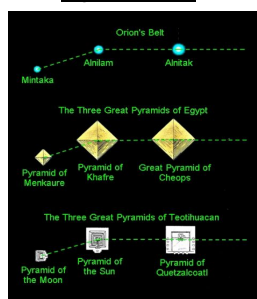 Orion's Belt
Mintaka
Alnilam
Alnitak
The Three Great Pyramids of Egypt
Pyramid of
Menkaure
Pyramid of
Khafre
Great Pyramid of
Cheops
The Three Great Pyramids of Teotihuacan
Pyramid of
the Moon
Pyramid of
the Sun
Pyramid of
Quetzalcoatl